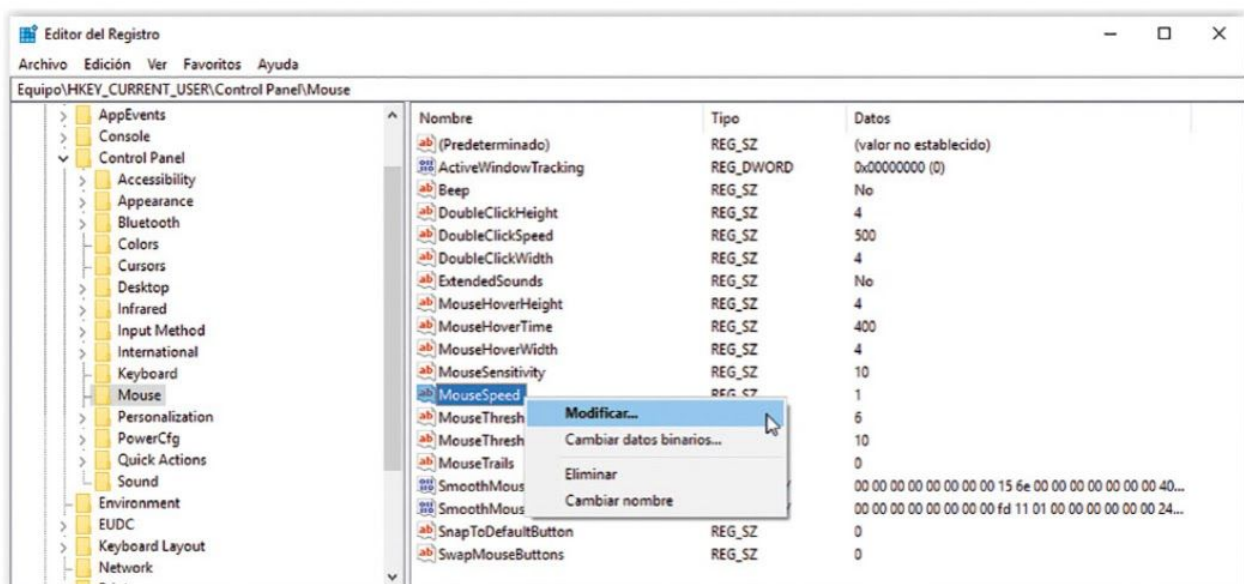 Editor del Registro
Archivo Edición Ver Favoritos Ayuda
Equipo\HKEY_CURRENT_USER\Control Panel\Mouse
AppEvents
Console
Control Panel
Accessibility
Appearance
Bluetooth
Colors
Cursors
Desktop
Infrared
Input Method
International
Keyboard
Mouse
Personalization
PowerCfg
Quick Actions
Sound
Environment
EUDC
Keyboard Layout
Network
Nombre Tipo Datos
(Predeterminado) REG_SZ (valor no establecido)
ActiveWindowTracking REG_DWORD 0x00000000 (0)
Beep REG_SZ No
DoubleClickHeight REG_SZ 4
DoubleClickSpeed REG_SZ 500
DoubleClickWidth REG_SZ 4
ExtendedSounds REG_SZ No
MouseHoverHeight REG_SZ 4
MouseHoverTime REG_SZ 400
MouseHoverWidth REG_SZ 4
MouseSensitivity REG_SZ 10
MouseSpeed REG_SZ 1
MouseThresh 6
MouseThresh 10
MouseTrails 0
SmoothMous 00 00 00 00 00 00 00 00 15 6e 00 00 00 00 00 00 40...
SmoothMous 00 00 00 00 00 00 00 00 fd 11 01 00 00 00 00 00 24...
SnapToDefaultButton REG_SZ 0
SwapMouseButtons REG_SZ 0
Modificar...
Cambiar datos binarios...
Eliminar
Cambiar nombre